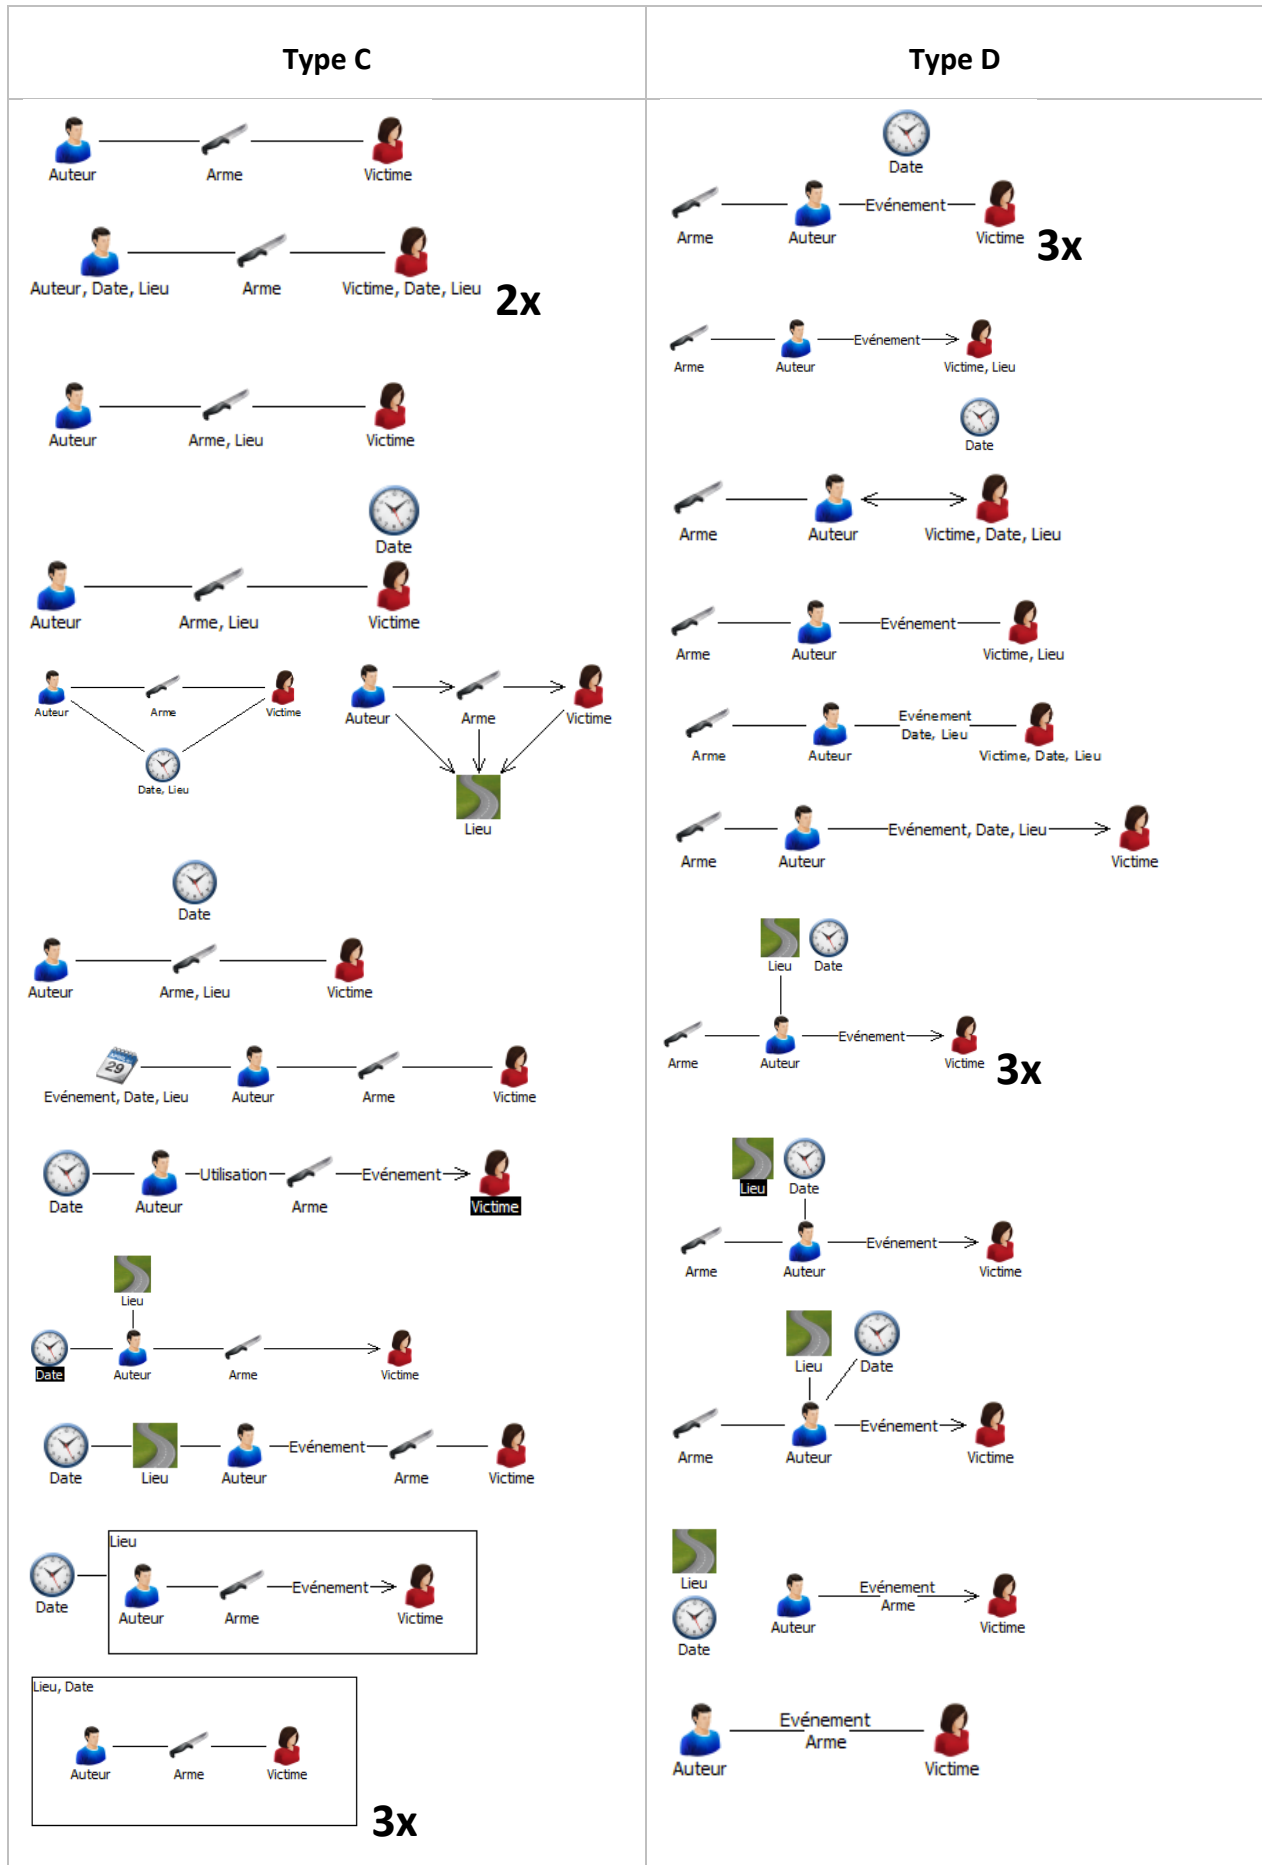 Type C
Type D
Auteur Arme Victime
Auteur, Date, Lieu Arme Victime, Date, Lieu 2x
Auteur Arme, Lieu Victime
Date
Auteur Arme, Lieu Victime
Auteur Arme Victime
Date, Lieu
Auteur Arme Victime
Lieu
Date
Auteur Arme, Lieu Victime
APRIL 29
Evénement, Date, Lieu Auteur Arme Victime
Utilisation Evénement
Date Auteur Arme Victime
Lieu
Date Auteur Arme Victime
Evénement
Date Lieu Auteur Arme Victime
Lieu
Evénement
Date Auteur Arme Victime
Lieu, Date
Auteur Arme Victime
3x
Date
Evénement
Arme Auteur Victime 3x
Evénement
Arme Auteur Victime, Lieu
Date
Arme Auteur Victime, Date, Lieu
Evénement
Arme Auteur Victime, Lieu
Evénement
Date, Lieu
Arme Auteur Victime, Date, Lieu
Evénement, Date, Lieu
Arme Auteur Victime
Lieu Date
Evénement
Arme Auteur Victime 3x
Lieu Date
Evénement
Arme Auteur Victime
Lieu Date
Evénement
Arme Auteur Victime
Lieu
Evénement
Arme
Auteur Victime
Date
Evénement
Arme
Auteur Victime